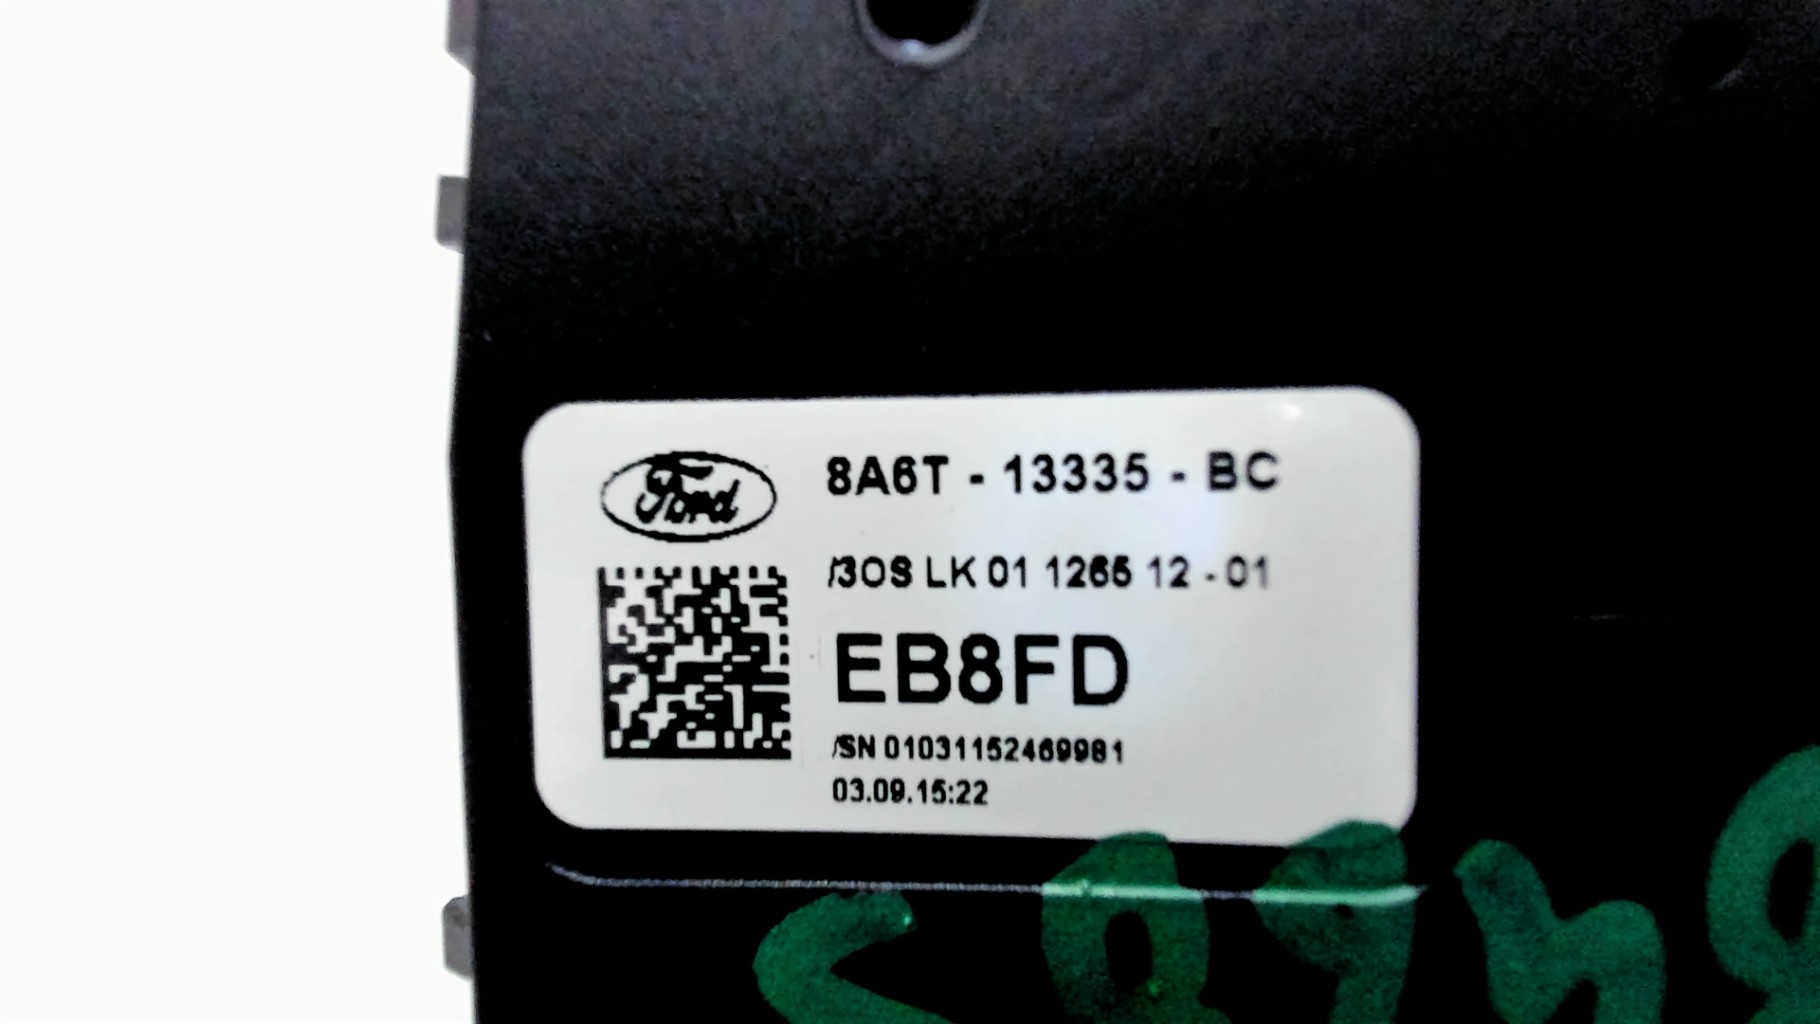 Ford
8A6T - 13335 - BC
/3OS LK 01 1265 12 - 01
EB8FD
/SN 01031152469981
03.09.15:22